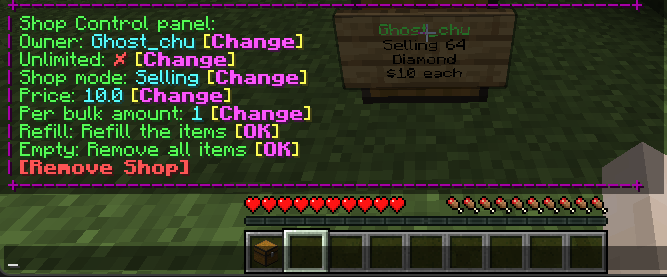 Shop Control panel:
Owner: Ghost_chu [Change]
Unlimited: ✘ [Change]
Shop mode: Selling [Change]
Price: 10.0 [Change]
Per bulk amount: 1 [Change]
Refill: Refill the items [OK]
Empty: Remove all items [OK]
[Remove Shop]
Ghost_chu
Selling 64
Diamond
$10 each